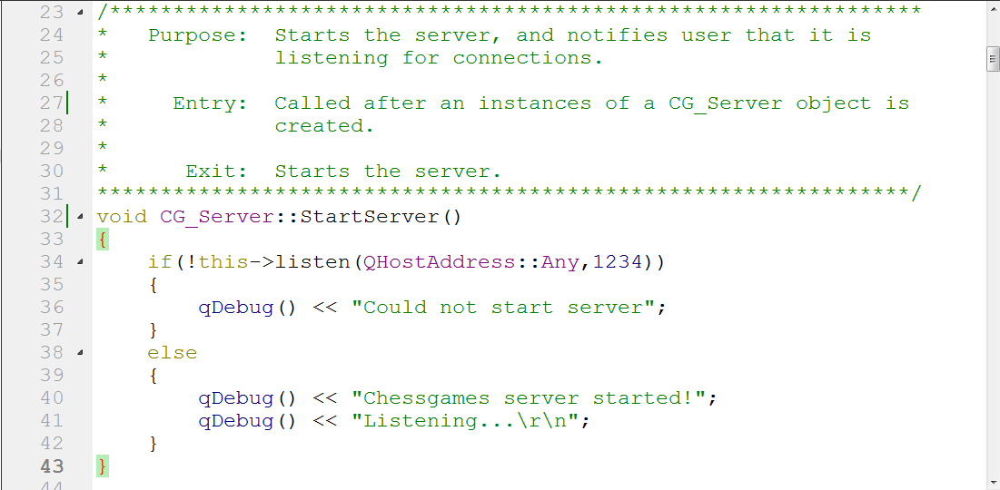 23 /****************************************************************
24 *   Purpose:  Starts the server, and notifies user that it is
25 *             listening for connections.
26 *
27 *     Entry:  Called after an instances of a CG_Server object is
28 *             created.
29 *
30 *      Exit:  Starts the server.
31 ****************************************************************/
32 void CG_Server::StartServer()
33 {
34     if(!this->listen(QHostAddress::Any,1234))
35     {
36         qDebug() << "Could not start server";
37     }
38     else
39     {
40         qDebug() << "Chessgames server started!";
41         qDebug() << "Listening...\r\n";
42     }
43 }
44